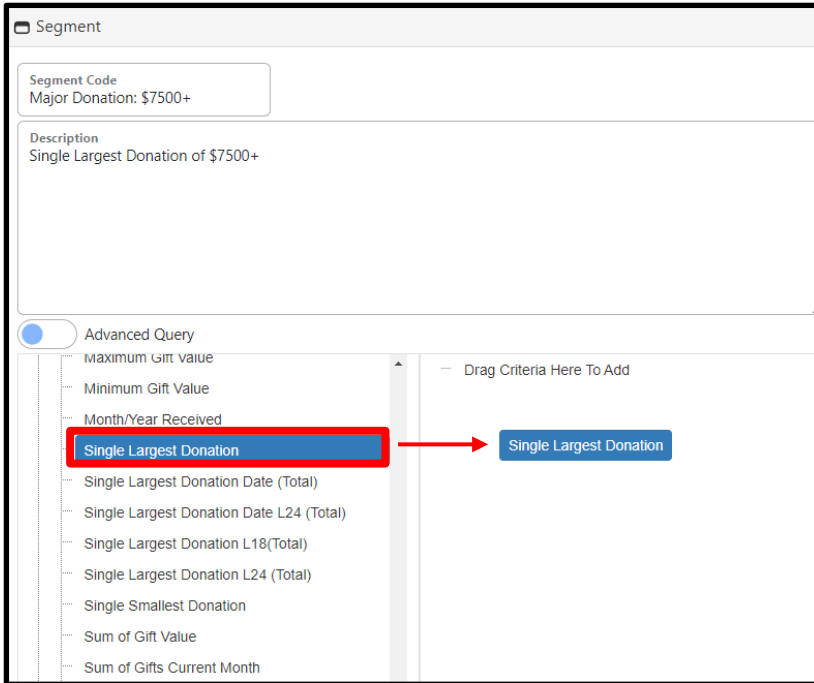 Segment
Segment Code
Major Donation: $7500+
Description
Single Largest Donation of $7500+
Advanced Query
Maximum Gift Value
Drag Criteria Here To Add
Minimum Gift Value
Month/Year Received
Single Largest Donation
Single Largest Donation
Single Largest Donation Date (Total)
Single Largest Donation Date L24 (Total)
Single Largest Donation L18(Total)
Single Largest Donation L24 (Total)
Single Smallest Donation
Sum of Gift Value
Sum of Gifts Current Month